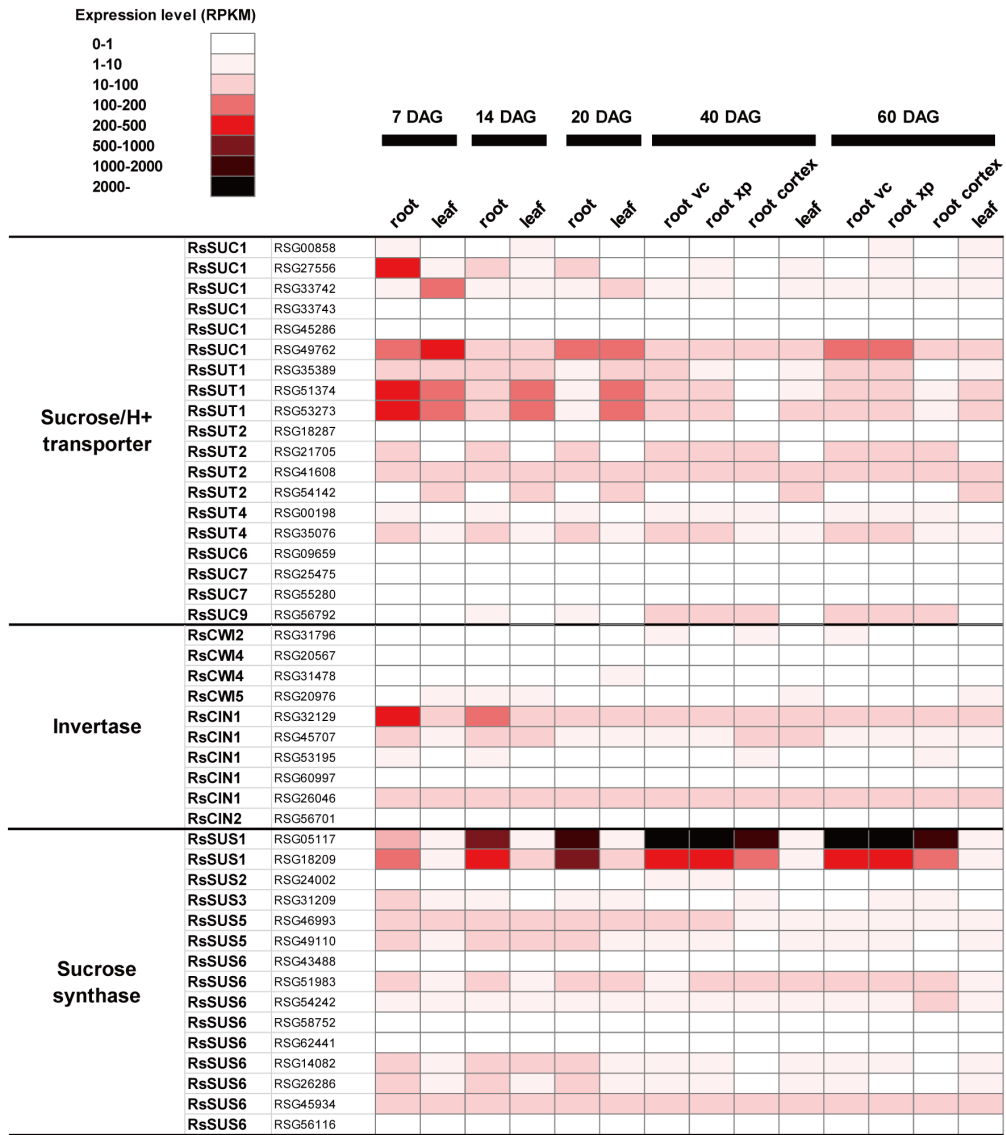 Expression level (RPKM)
0-1
1-10
10-100
100-200
200-500
500-1000
1000-2000
2000-
7 DAG 14 DAG 20 DAG 40 DAG 60 DAG
root leaf root leaf root leaf root vc root xp root cortex leaf root vc root xp root cortex leaf
Sucrose/H+
transporter
RsSUC1 RSG00858
RsSUC1 RSG27556
RsSUC1 RSG33742
RsSUC1 RSG33743
RsSUC1 RSG45286
RsSUC1 RSG49762
RsSUT1 RSG35389
RsSUT1 RSG51374
RsSUT1 RSG53273
RsSUT2 RSG18287
RsSUT2 RSG21705
RsSUT2 RSG41608
RsSUT2 RSG54142
RsSUT4 RSG00198
RsSUT4 RSG35076
RsSUC6 RSG09659
RsSUC7 RSG25475
RsSUC7 RSG55280
RsSUC9 RSG56792
Invertase
RsCWI2 RSG31796
RsCWI4 RSG20567
RsCWI4 RSG31478
RsCWI5 RSG20976
RsCIN1 RSG32129
RsCIN1 RSG45707
RsCIN1 RSG53195
RsCIN1 RSG60997
RsCIN1 RSG26046
RsCIN2 RSG56701
Sucrose
synthase
RsSUS1 RSG05117
RsSUS1 RSG18209
RsSUS2 RSG24002
RsSUS3 RSG31209
RsSUS5 RSG46993
RsSUS5 RSG49110
RsSUS6 RSG43488
RsSUS6 RSG51983
RsSUS6 RSG54242
RsSUS6 RSG58752
RsSUS6 RSG62441
RsSUS6 RSG14082
RsSUS6 RSG26286
RsSUS6 RSG45934
RsSUS6 RSG56116